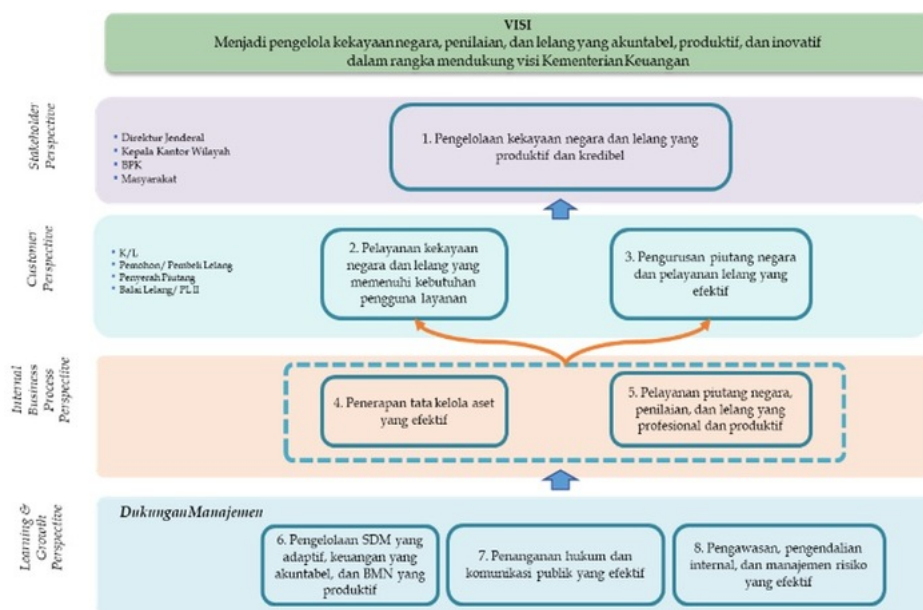 VISI
Menjadi pengelola kekayaan negara, penilaian, dan lelang yang akuntabel, produktif, dan inovatif
dalam rangka mendukung visi Kementerian Keuangan
Stakeholder
Perspective
• Direktur Jenderal
• Kepala Kantor Wilayah
• BPK
• Masyarakat
1. Pengelolaan kekayaan negara dan lelang yang
produktif dan kredibel
Customer
Perspective
• K/L
• Pemohon/ Pembeli Lelang
• Penyerah Piutang
• Balai Lelang/ PL II
2. Pelayanan kekayaan
negara dan lelang yang
memenuhi kebutuhan
pengguna layanan
3. Pengurusan piutang negara
dan pelayanan lelang yang
efektif
Internal
Business
Process
Perspective
4. Penerapan tata kelola aset
yang efektif
5. Pelayanan piutang negara,
penilaian, dan lelang yang
profesional dan produktif
Learning &
Growth
Perspective
Dukungan Manajemen
6. Pengelolaan SDM yang
adaptif, keuangan yang
akuntabel, dan BMN yang
produktif
7. Penanganan hukum dan
komunikasi publik yang efektif
8. Pengawasan, pengendalian
internal, dan manajemen risiko
yang efektif